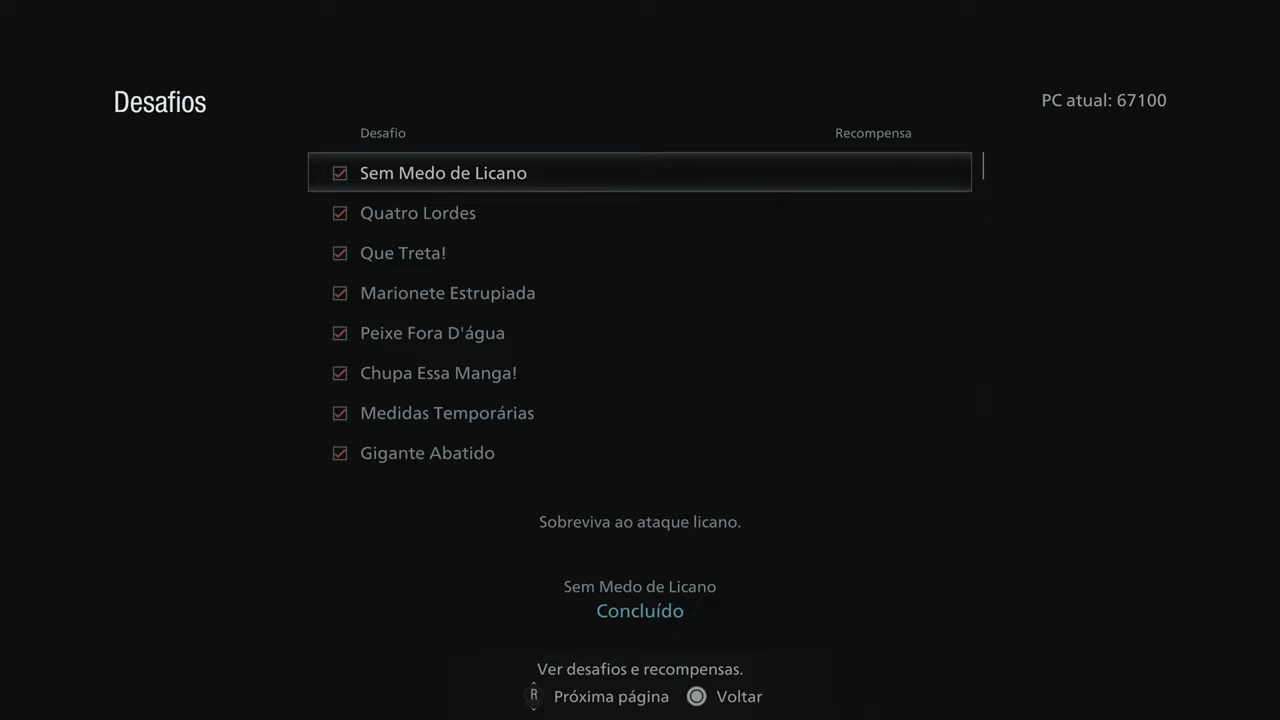 Desafios
PC atual: 67100
Desafio Recompensa
Sem Medo de Licano
Quatro Lordes
Que Treta!
Marionete Estrupiada
Peixe Fora D'água
Chupa Essa Manga!
Medidas Temporárias
Gigante Abatido
Sobreviva ao ataque licano.
Sem Medo de Licano
Concluído
Ver desafios e recompensas.
R Próxima página Voltar